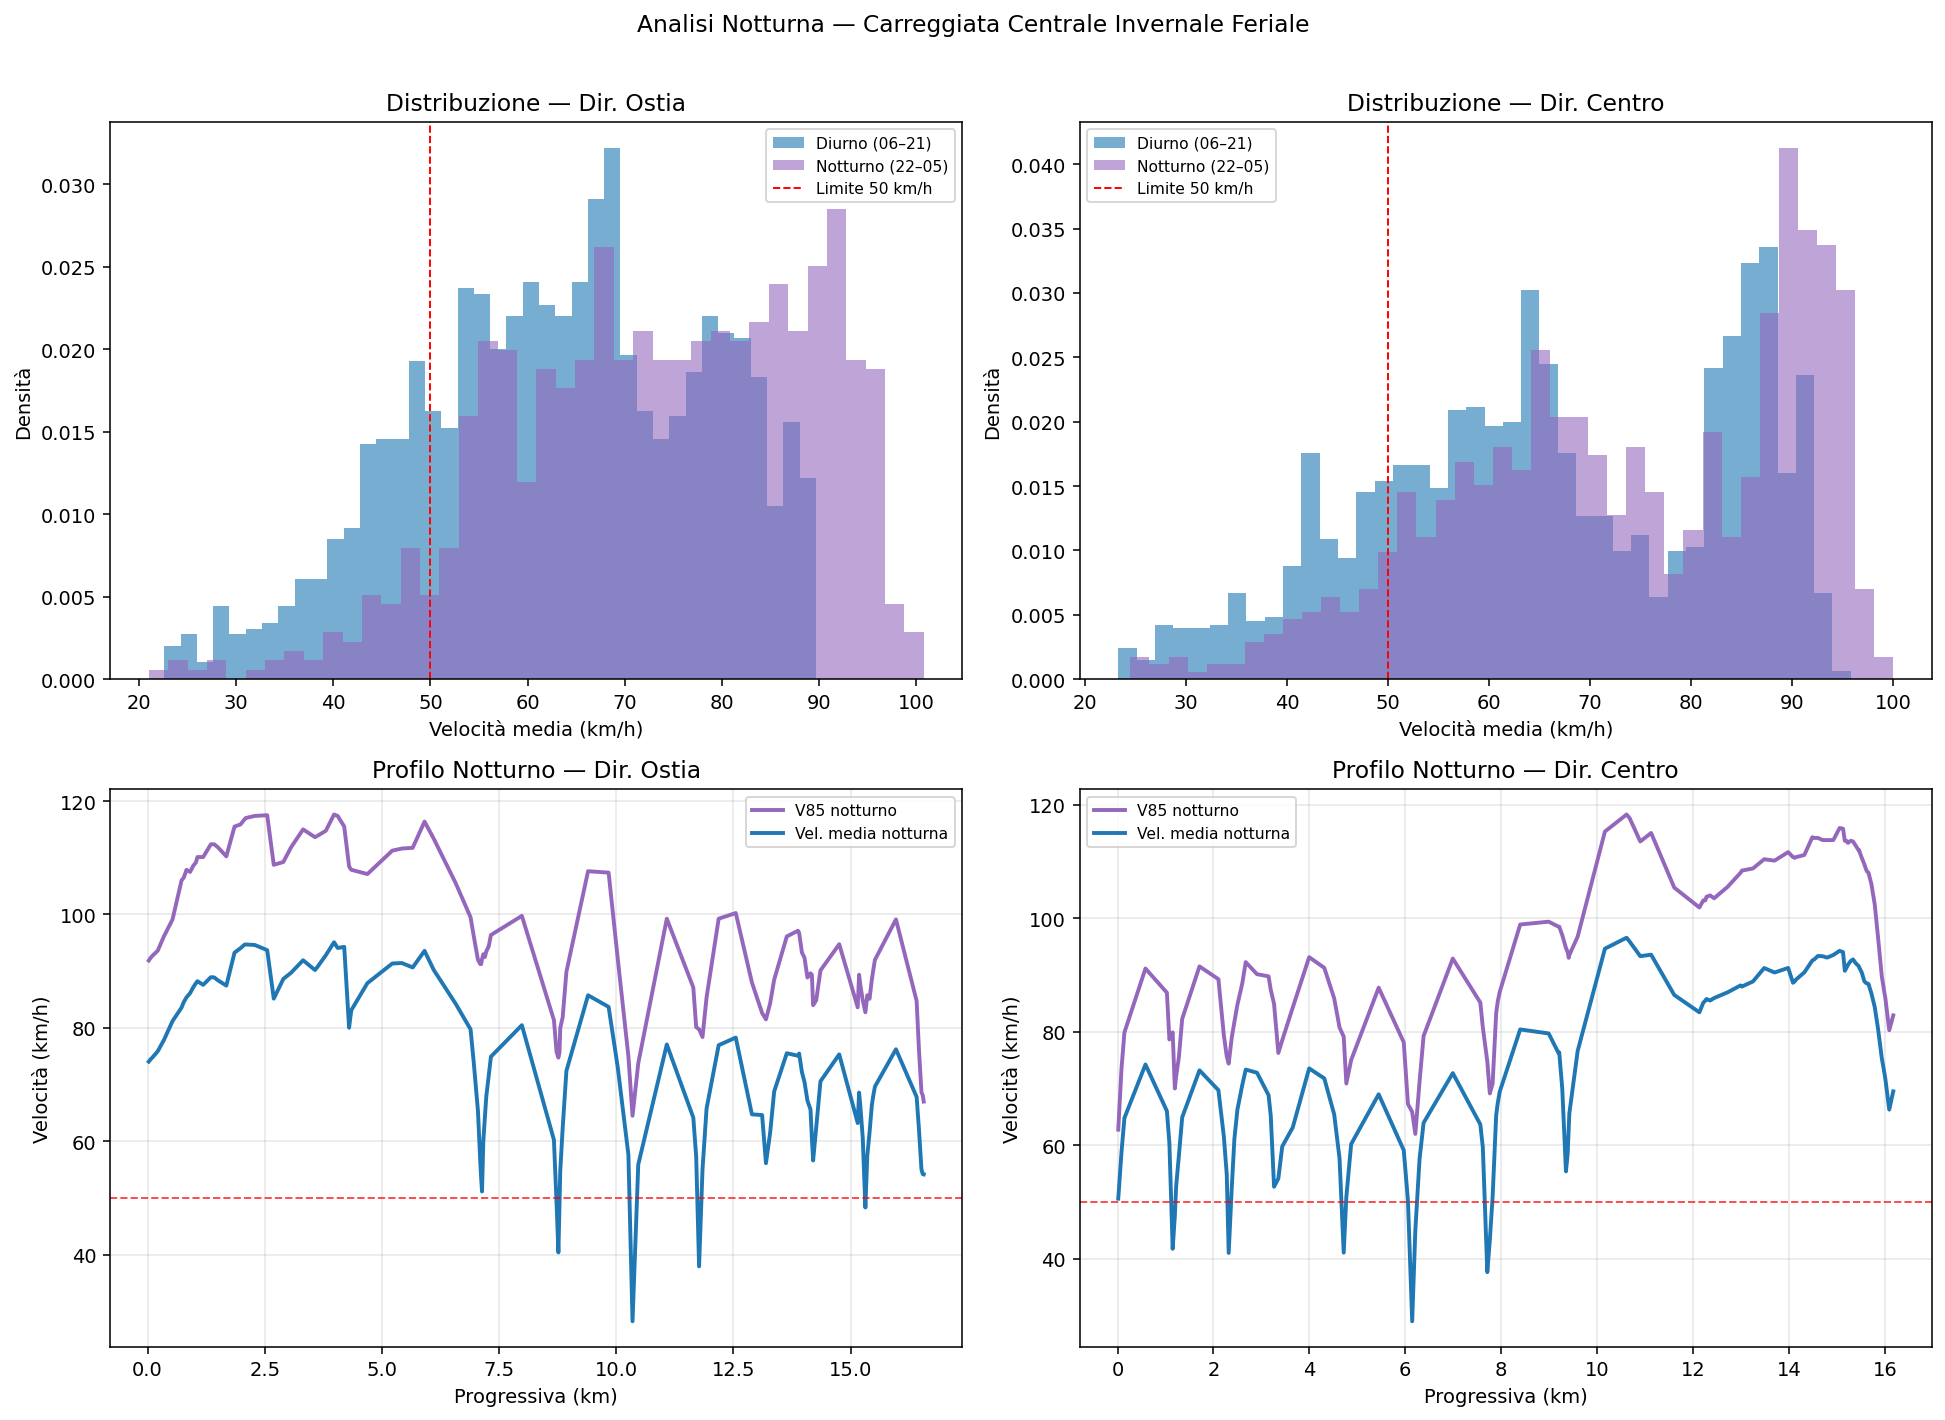 Analisi Notturna — Carreggiata Centrale Invernale Feriale
Distribuzione — Dir. Ostia
Densità
0.030
0.025
0.020
0.015
0.010
0.005
0.000
Diurno (06–21)
Notturno (22–05)
Limite 50 km/h
20 30 40 50 60 70 80 90 100
Velocità media (km/h)
Distribuzione — Dir. Centro
Densità
0.040
0.035
0.030
0.025
0.020
0.015
0.010
0.005
0.000
Diurno (06–21)
Notturno (22–05)
Limite 50 km/h
20 30 40 50 60 70 80 90 100
Velocità media (km/h)
Profilo Notturno — Dir. Ostia
Velocità (km/h)
120
100
80
60
40
V85 notturno
Vel. media notturna
0.0 2.5 5.0 7.5 10.0 12.5 15.0
Progressiva (km)
Profilo Notturno — Dir. Centro
Velocità (km/h)
120
100
80
60
40
V85 notturno
Vel. media notturna
0 2 4 6 8 10 12 14 16
Progressiva (km)